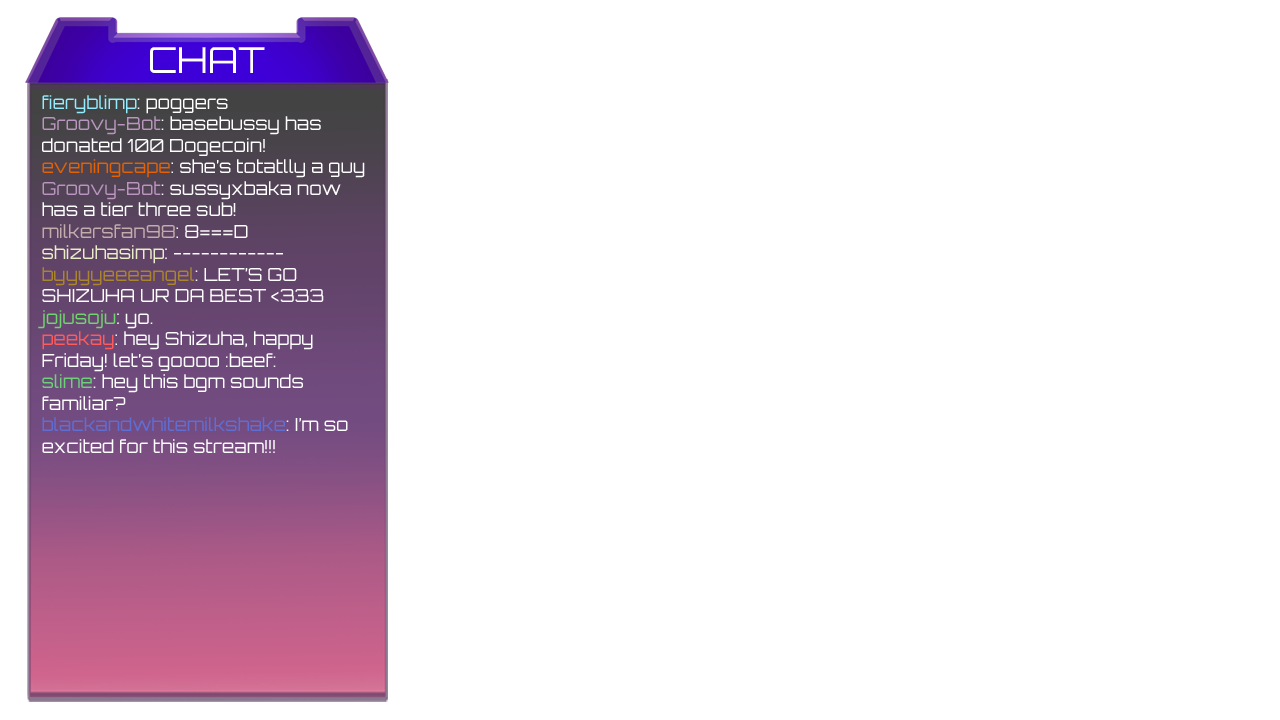 CHAT
fieryblimp: poggers
Groovy-Bot: basebussy has
donated 100 Dogecoin!
eveningcape: she's totatlly a guy
Groovy-Bot: sussyxbaka now
has a tier three sub!
milkersfan98: 8===D
shizuhasimp: ------------
byyyyeeeangel: LET'S GO
SHIZUHA UR DA BEST <333
jojusoju: yo.
peekay: hey Shizuha, happy
Friday! let's goooo :beef:
slime: hey this bgm sounds
familiar?
blackandwhitemilkshake: I'm so
excited for this stream!!!